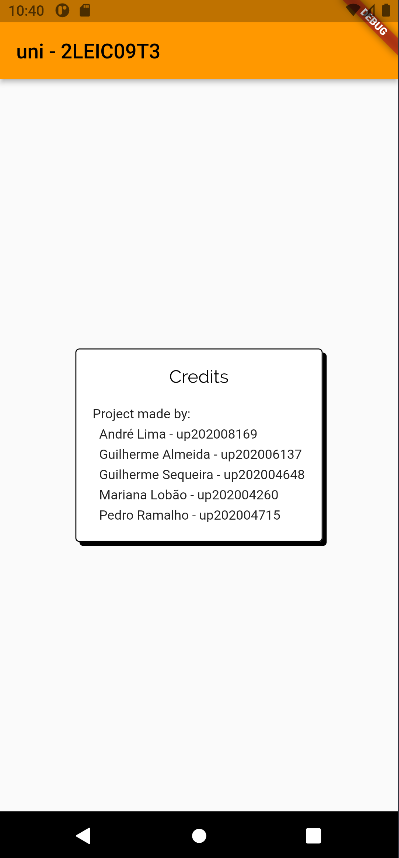 10:40
DEBUG
uni - 2LEIC09T3
Credits
Project made by:
André Lima - up202008169
Guilherme Almeida - up202006137
Guilherme Sequeira - up202004648
Mariana Lobão - up202004260
Pedro Ramalho - up202004715